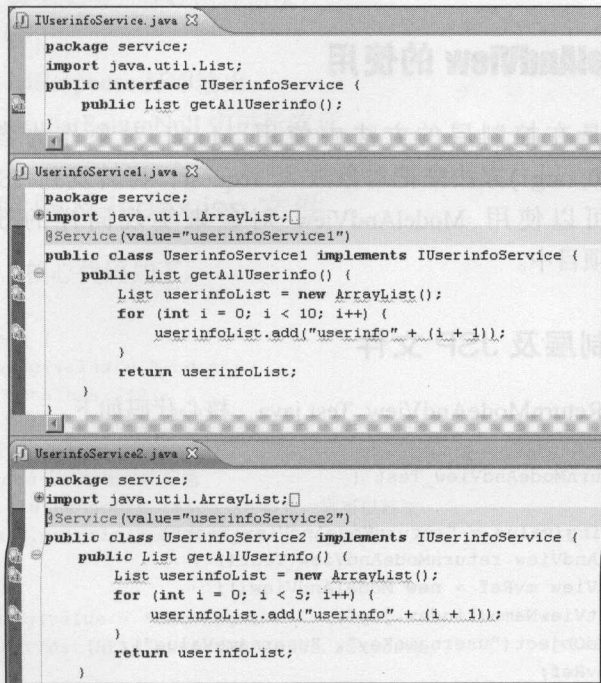 IUserinfoService.java
package service;
import java.util.List;
public interface IUserinfoService {
public List getAllUserinfo();
}
UserinfoService1.java
package service;
import java.util.ArrayList;
@Service(value="userinfoService1")
public class UserinfoService1 implements IUserinfoService {
public List getAllUserinfo() {
List userinfoList = new ArrayList();
for (int i = 0; i < 10; i++) {
userinfoList.add("userinfo" + (i + 1));
}
return userinfoList;
}
}
UserinfoService2.java
package service;
import java.util.ArrayList;
@Service(value="userinfoService2")
public class UserinfoService2 implements IUserinfoService {
public List getAllUserinfo() {
List userinfoList = new ArrayList();
for (int i = 0; i < 5; i++) {
userinfoList.add("userinfo" + (i + 1));
}
return userinfoList;
}